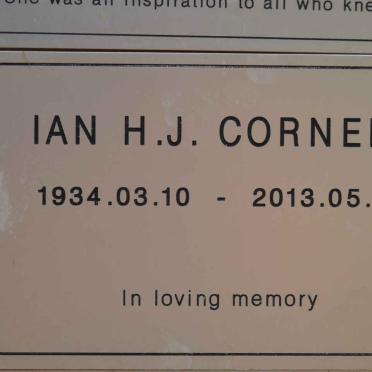 was an inspiration to all who
IAN H.J.
1934.03.10 - 2013.05.
In loving memory